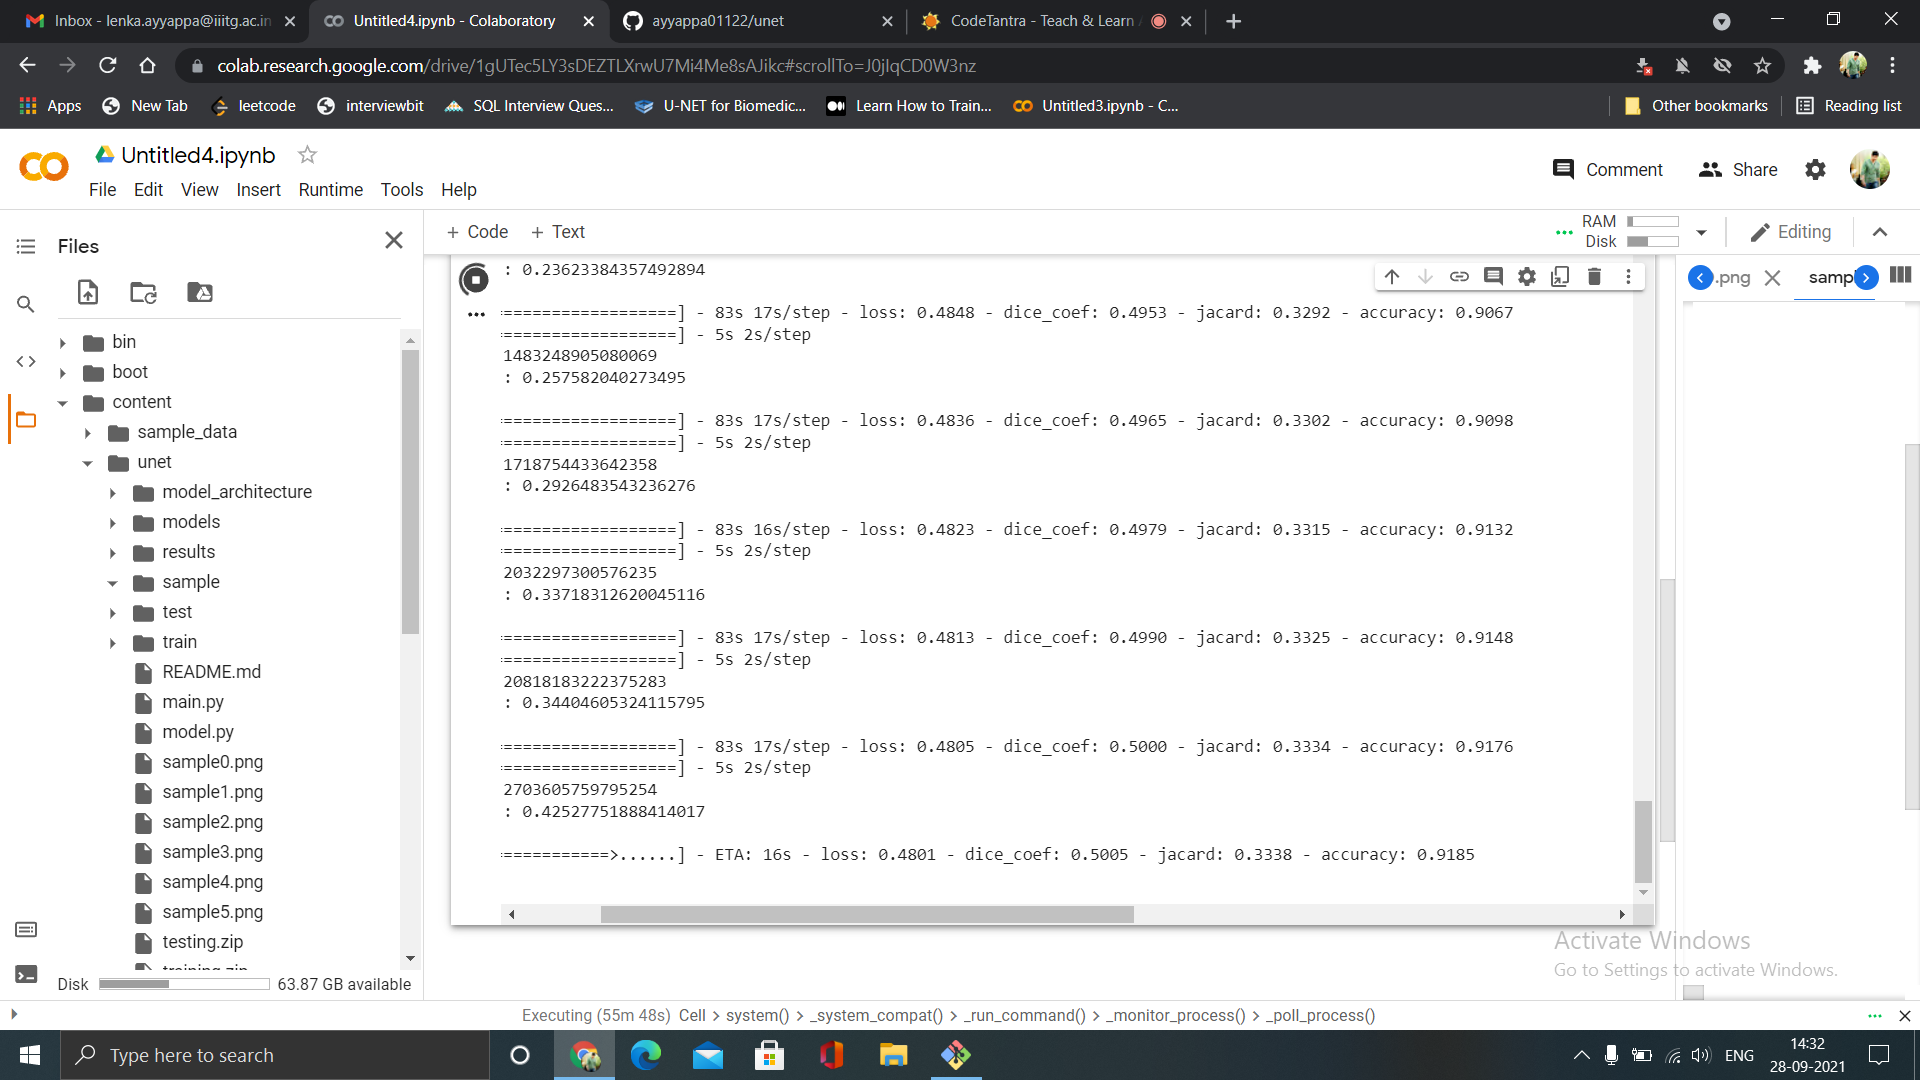 Inbox - lenka.ayyappa@iiitg.ac.in
Untitled4.ipynb - Colaboratory
ayyappa01122/unet
CodeTantra - Teach & Learn
colab.research.google.com/drive/1gUTec5LY3sDEZTLXrwU7Mi4Me8sAJikc#scrollTo=J0jIqCD0W3nz
Apps New Tab leetcode interviewbit SQL Interview Ques... U-NET for Biomedic... Learn How to Train... Untitled3.ipynb - C... Other bookmarks Reading list
Untitled4.ipynb
File Edit View Insert Runtime Tools Help
Comment Share
Files
+ Code + Text
RAM
Disk
Editing
bin
boot
content
sample_data
unet
model_architecture
models
results
sample
test
train
README.md
main.py
model.py
sample0.png
sample1.png
sample2.png
sample3.png
sample4.png
sample5.png
testing.zip
training.zip
Disk 63.87 GB available
: 0.23623384357492894
==================] - 83s 17s/step - loss: 0.4848 - dice_coef: 0.4953 - jacard: 0.3292 - accuracy: 0.9067
==================] - 5s 2s/step
1483248905080069
: 0.257582040273495
==================] - 83s 17s/step - loss: 0.4836 - dice_coef: 0.4965 - jacard: 0.3302 - accuracy: 0.9098
==================] - 5s 2s/step
1718754433642358
: 0.2926483543236276
==================] - 83s 16s/step - loss: 0.4823 - dice_coef: 0.4979 - jacard: 0.3315 - accuracy: 0.9132
==================] - 5s 2s/step
2032297300576235
: 0.33718312620045116
==================] - 83s 17s/step - loss: 0.4813 - dice_coef: 0.4990 - jacard: 0.3325 - accuracy: 0.9148
==================] - 5s 2s/step
20818183222375283
: 0.34404605324115795
==================] - 83s 17s/step - loss: 0.4805 - dice_coef: 0.5000 - jacard: 0.3334 - accuracy: 0.9176
==================] - 5s 2s/step
2703605759795254
: 0.42527751888414017
===========>......] - ETA: 16s - loss: 0.4801 - dice_coef: 0.5005 - jacard: 0.3338 - accuracy: 0.9185
.png
samp
Activate Windows
Go to Settings to activate Windows.
Executing (55m 48s) Cell > system() > _system_compat() > _run_command() > _monitor_process() > _poll_process()
Type here to search
ENG
14:32
28-09-2021